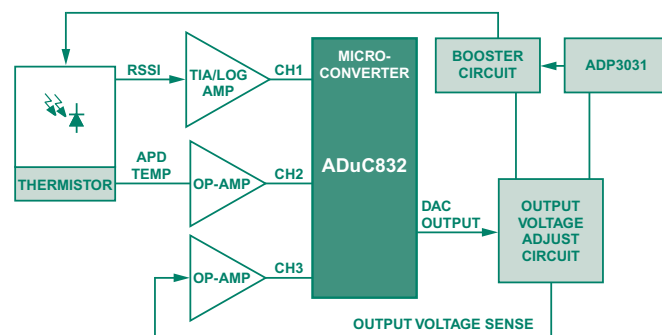 RSSI
TIA/LOG
AMP
CH1
MICRO-
CONVERTER
ADuC832
BOOSTER
CIRCUIT
ADP3031
THERMISTOR
APD
TEMP
OP-AMP
CH2
DAC
OUTPUT
OUTPUT
VOLTAGE
ADJUST
CIRCUIT
OP-AMP
CH3
OUTPUT VOLTAGE SENSE